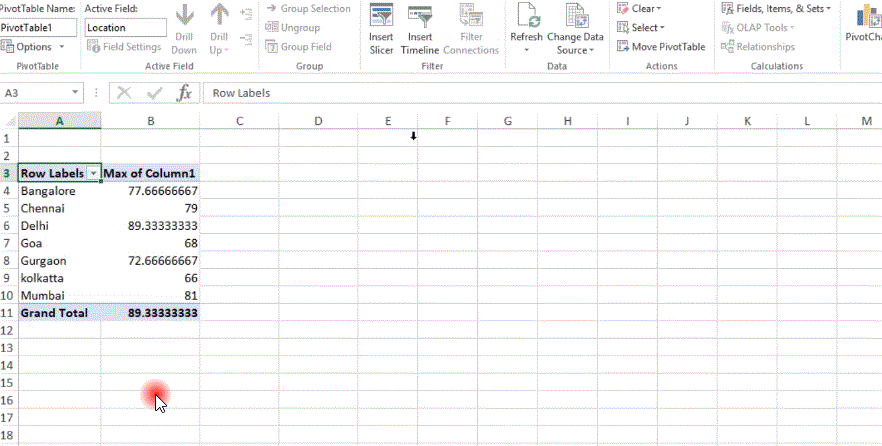 PivotTable Name:
PivotTable1
Options
PivotTable
Active Field:
Location
Field Settings
Drill Down
Drill Up
Active Field
Group Selection
Ungroup
Group Field
Group
Insert Slicer
Insert Timeline
Filter Connections
Filter
Refresh
Change Data Source
Data
Clear
Select
Move PivotTable
Actions
Fields, Items, & Sets
OLAP Tools
Relationships
Calculations
A3
fx
Row Labels
A B C D E F G H I J K L M
1
2
3 Row Labels Max of Column1
4 Bangalore 77.66666667
5 Chennai 79
6 Delhi 89.33333333
7 Goa 68
8 Gurgaon 72.66666667
9 kolkatta 66
10 Mumbai 81
11 Grand Total 89.33333333
12
13
14
15
16
17
18